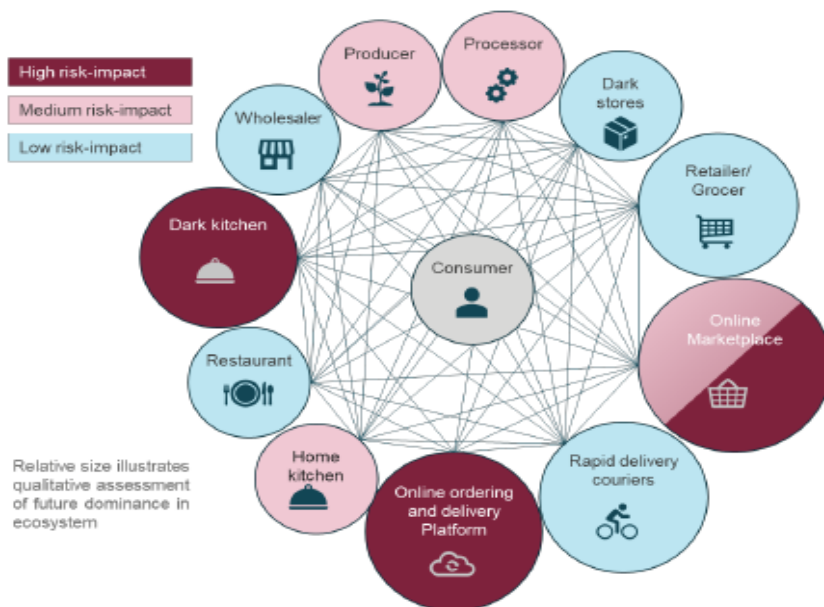 High risk-impact
Medium risk-impact
Low risk-impact
Producer
Processor
Dark
stores
Wholesaler
Retailer/
Grocer
Dark kitchen
Consumer
Online
Marketplace
Restaurant
Home
kitchen
Online ordering
and delivery
Platform
Rapid delivery
couriers
Relative size illustrates
qualitative assessment
of future dominance in
ecosystem